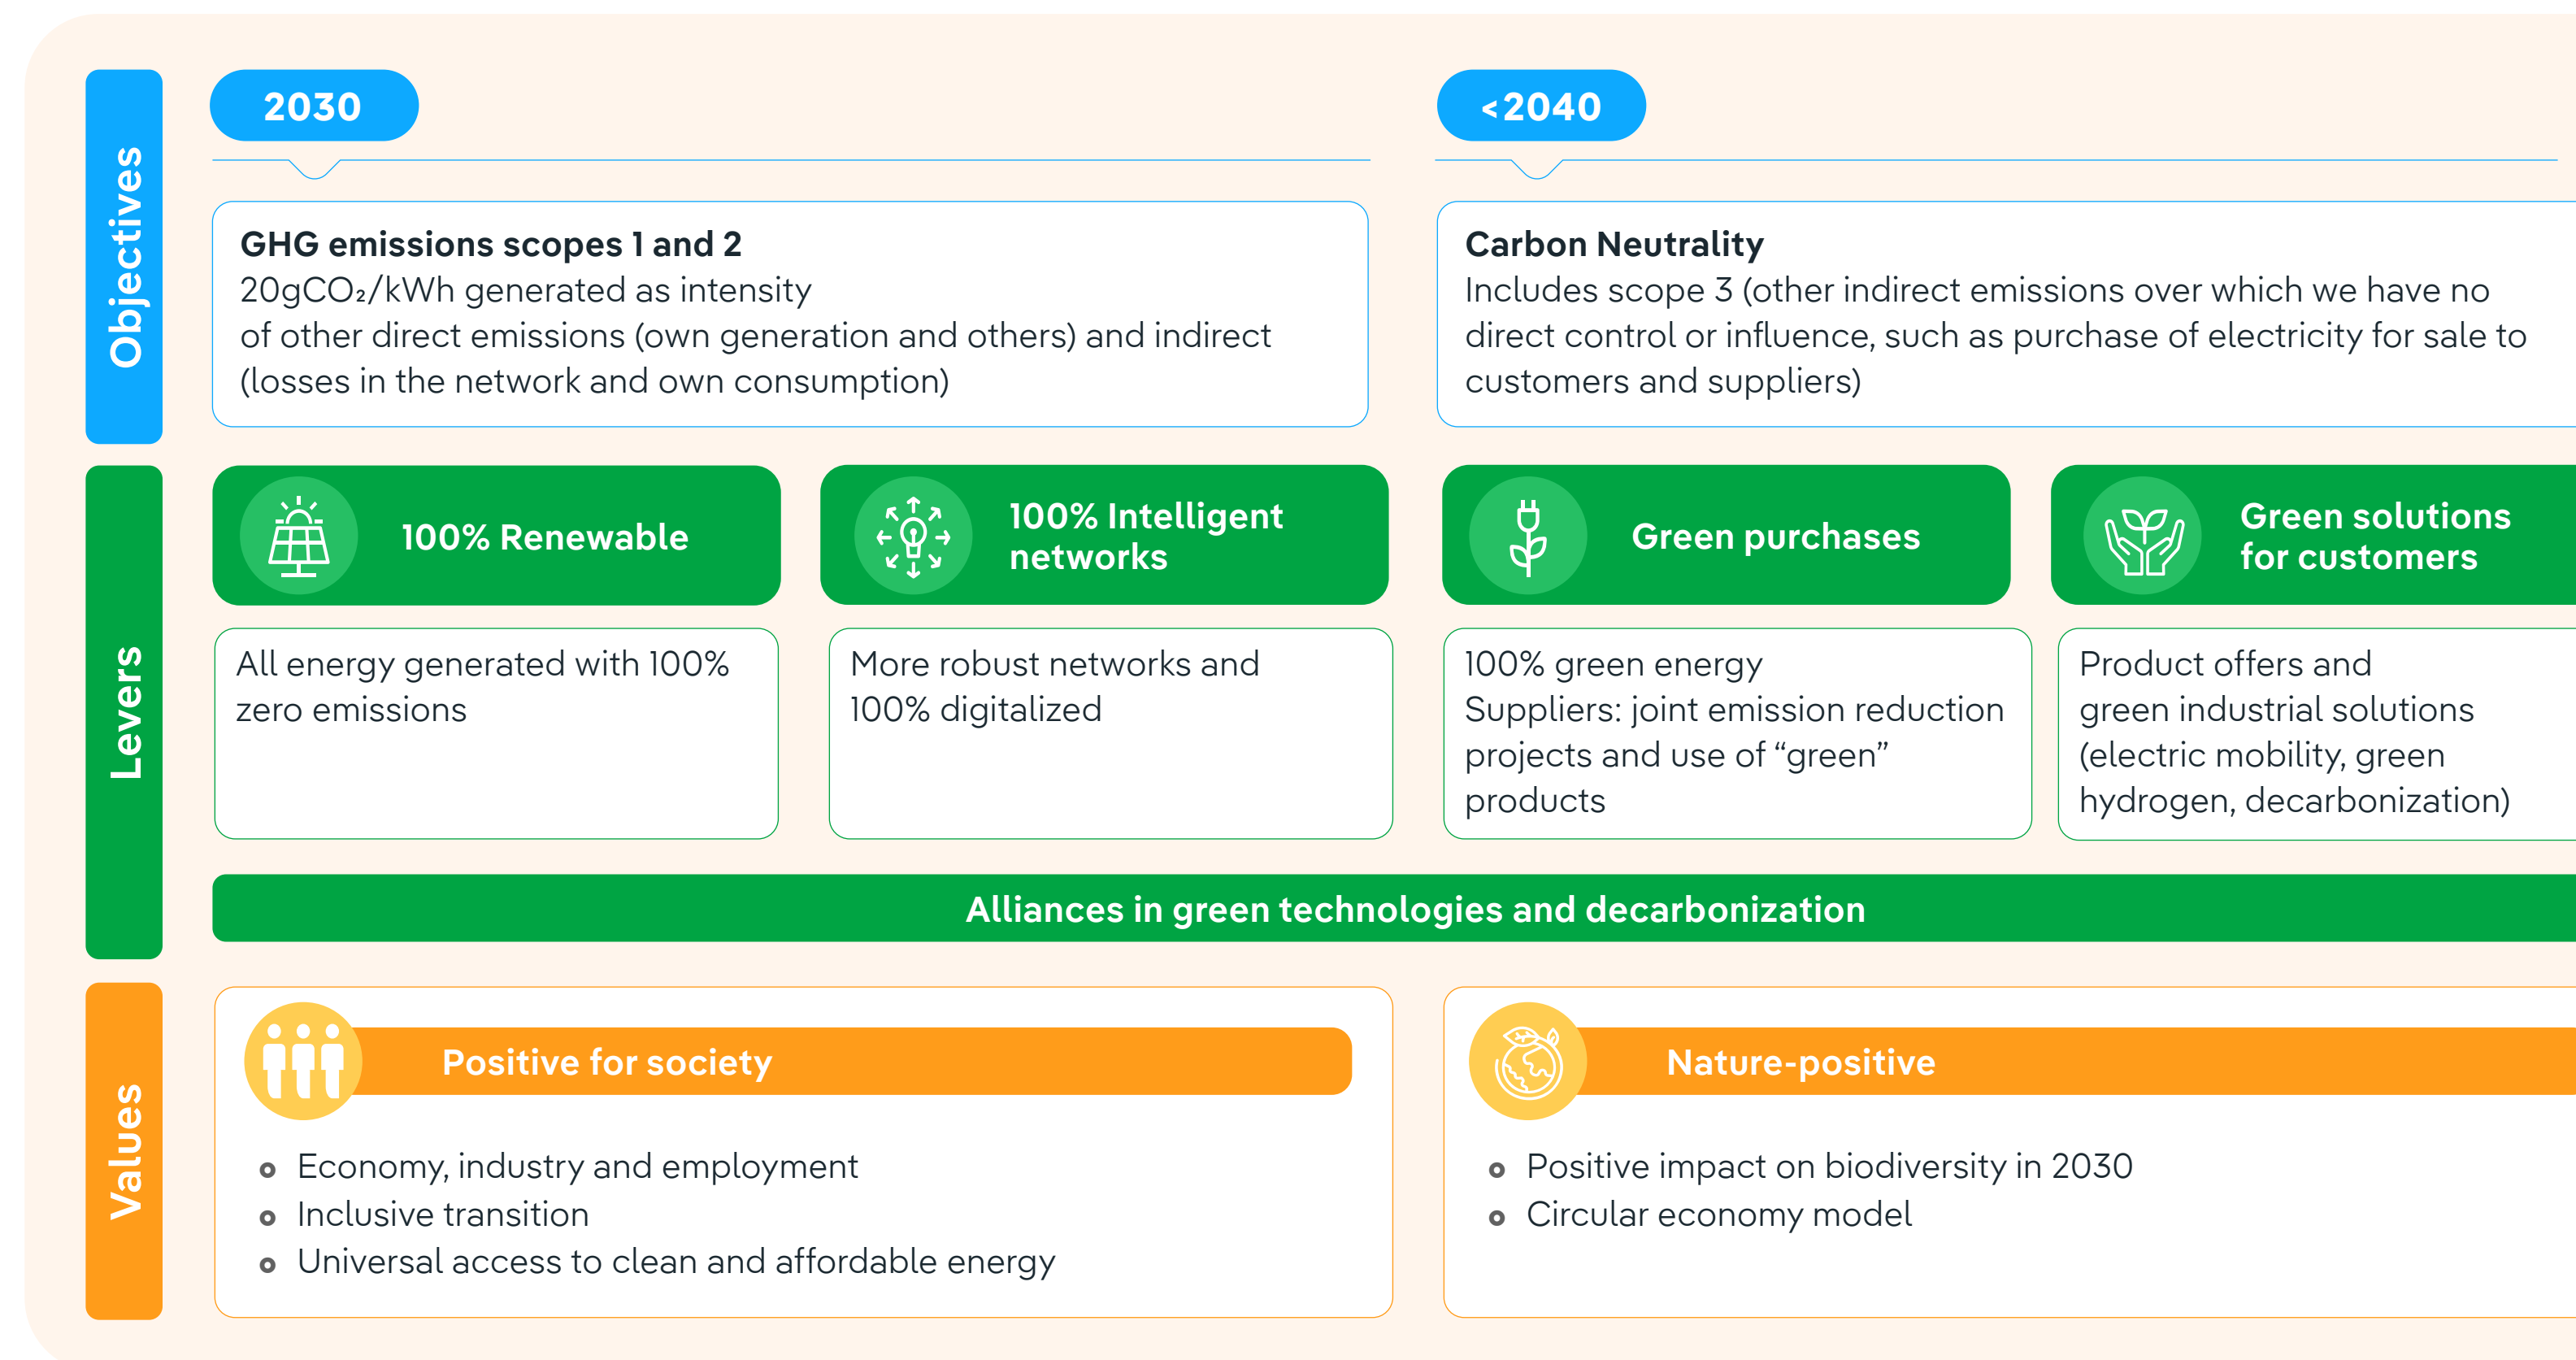 Objectives
2030
GHG emissions scopes 1 and 2
20gCO₂/kWh generated as intensity
of other direct emissions (own generation and others) and indirect
(losses in the network and own consumption)
<2040
Carbon Neutrality
Includes scope 3 (other indirect emissions over which we have no
direct control or influence, such as purchase of electricity for sale to
customers and suppliers)
Levers
100% Renewable
All energy generated with 100%
zero emissions
100% Intelligent
networks
More robust networks and
100% digitalized
Green purchases
100% green energy
Suppliers: joint emission reduction
projects and use of “green”
products
Green solutions
for customers
Product offers and
green industrial solutions
(electric mobility, green
hydrogen, decarbonization)
Alliances in green technologies and decarbonization
Values
Positive for society
Economy, industry and employment
Inclusive transition
Universal access to clean and affordable energy
Nature-positive
Positive impact on biodiversity in 2030
Circular economy model